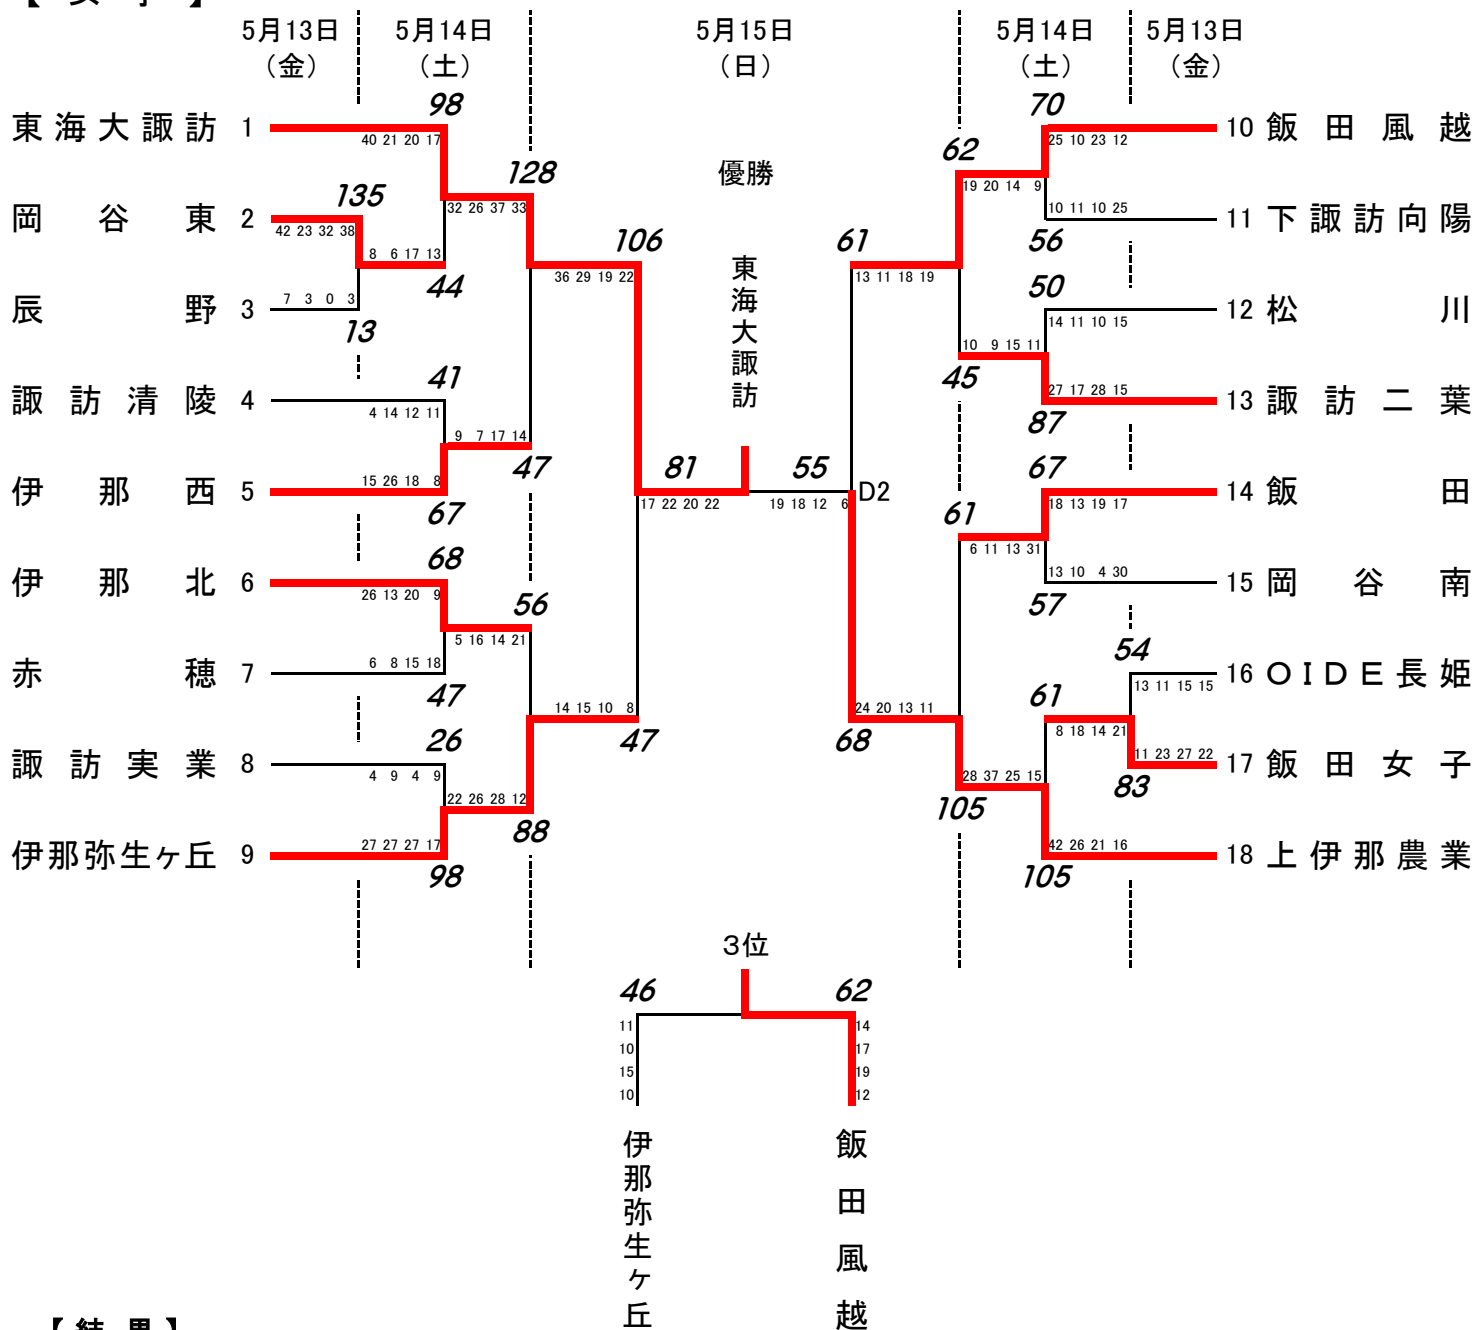 【 女 子 】
5月13日 5月14日 5月15日 5月14日 5月13日
（金） （土） （日） （土） （金）
98 70
東海大諏訪 1 10 飯田風越
40 21 20 17 25 10 23 12
128 62
優勝
135 19 20 14 9
岡谷東 2 32 26 37 33 10 11 10 25 11 下諏訪向陽
42 23 32 38 106 61 56
8 6 17 13 36 29 19 22 13 11 18 19
44 50
東海大諏訪
辰野 3 7 3 0 3 14 11 10 15 12 松川
13 10 9 15 11
41 45
諏訪清陵 4 27 17 28 15 13 諏訪二葉
4 14 12 11 87
9 7 17 14
47 81 55 67
15 26 18 8
伊那西 5 D2 14 飯田
67 17 22 20 22 19 18 12 6 61 18 13 19 17
6 11 13 31
68 13 10 4 30
伊那北 6 15 岡谷南
26 13 20 9 56 57
5 16 14 21
54
6 8 15 18
赤穂 7 16 ＯＩＤＥ長姫
47 61 13 11 15 15
14 15 10 8 24 20 13 11
26 47 68 8 18 14 21
11 23 27 22
諏訪実業 8 17 飯田女子
4 9 4 9 28 37 25 15 83
22 26 28 12
88 105
27 27 27 17 42 26 21 16
伊那弥生ヶ丘 9 18 上伊那農業
98 105
3位
46 62
11 14
10 17
15 19
10 12
伊那弥生ヶ丘
飯田風越
【 結 果 】